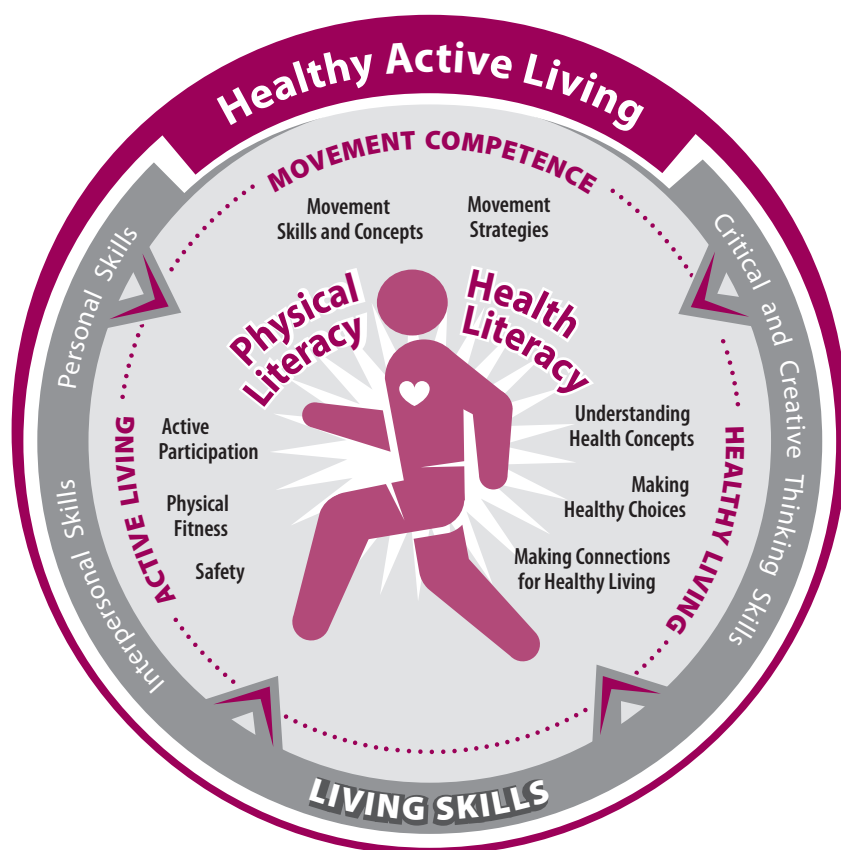 Healthy Active Living
MOVEMENT COMPETENCE
Movement
Skills and Concepts
Movement
Strategies
Physical
Literacy
Health
Literacy
Personal Skills
Interpersonal Skills
Critical and Creative Thinking Skills
ACTIVE LIVING
Active
Participation
Physical
Fitness
Safety
HEALTHY LIVING
Understanding
Health Concepts
Making
Healthy Choices
Making Connections
for Healthy Living
LIVING SKILLS